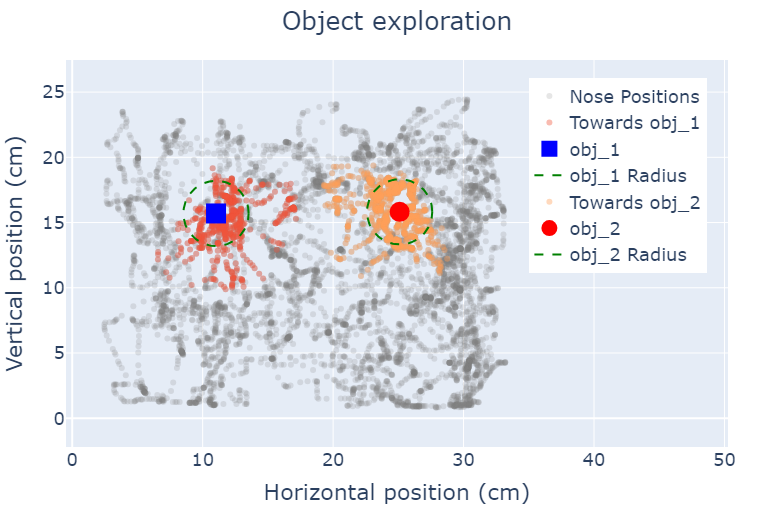 Object exploration
Vertical position (cm)
25
20
15
10
5
0
0 10 20 30 40 50
Horizontal position (cm)
Nose Positions
Towards obj_1
obj_1
obj_1 Radius
Towards obj_2
obj_2
obj_2 Radius